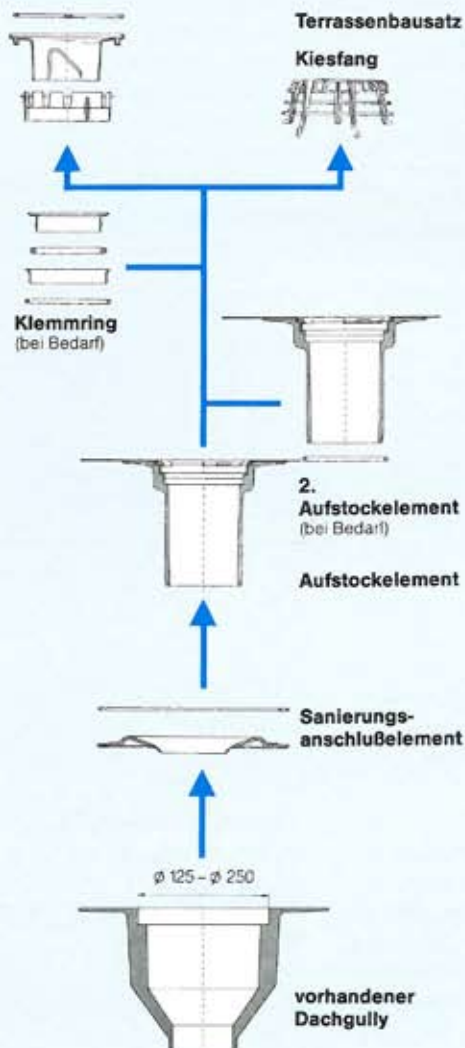 Terrassenbausatz
Kiesfang
Klemmring
(bei Bedarf)
2.
Aufstockelement
(bei Bedarf)
Aufstockelement
Sanierungs-
anschlußelement
ø 125 – ø 250
vorhandener
Dachgully